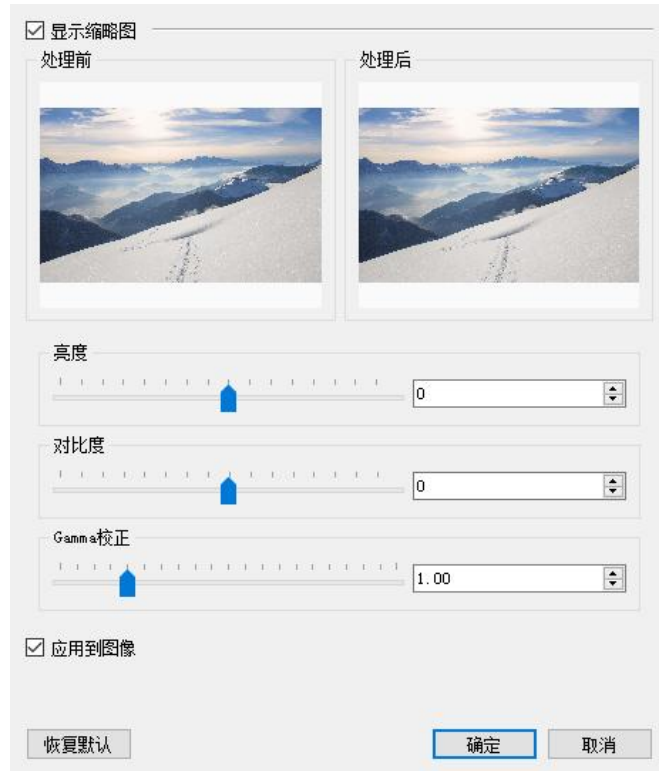 显示缩略图
处理前
处理后
亮度
0
对比度
0
Gamma校正
1.00
应用到图像
恢复默认
确定
取消